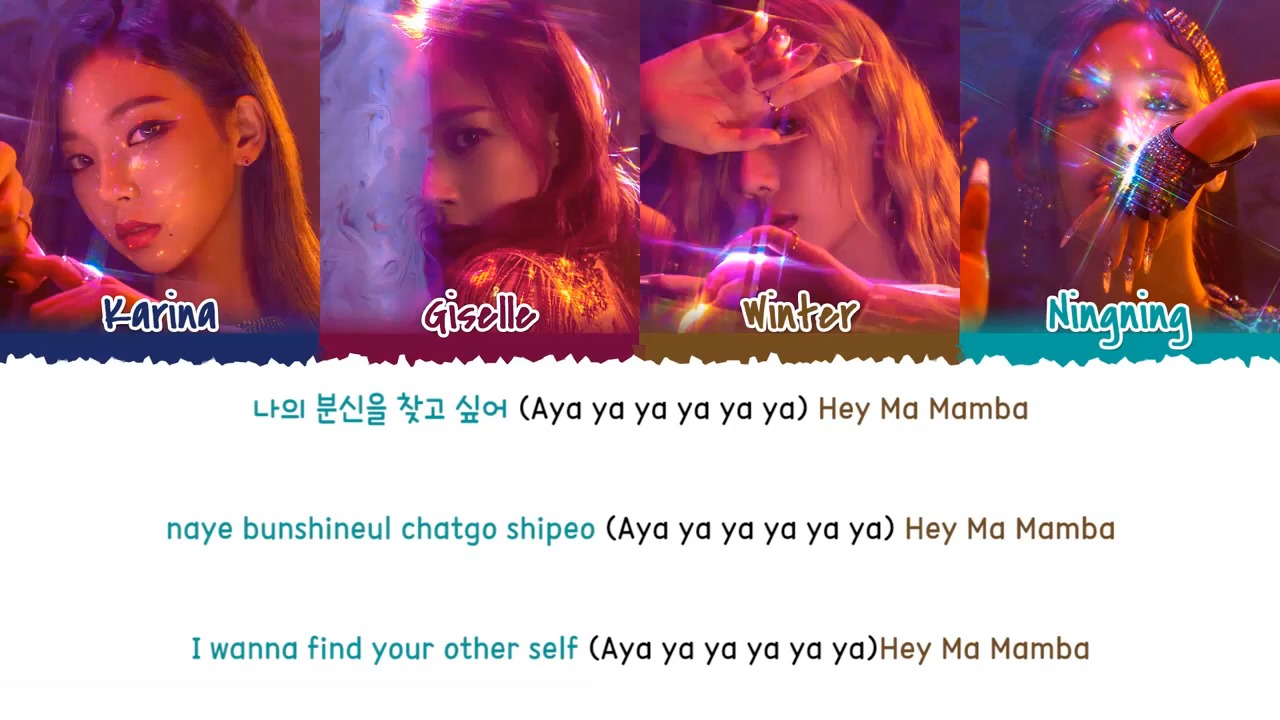 Karina Giselle Winter Ningning
나의 분신을 찾고 싶어 (Aya ya ya ya ya ya) Hey Ma Mamba
naye bunshineul chatgo shipeo (Aya ya ya ya ya ya) Hey Ma Mamba
I wanna find your other self (Aya ya ya ya ya ya)Hey Ma Mamba